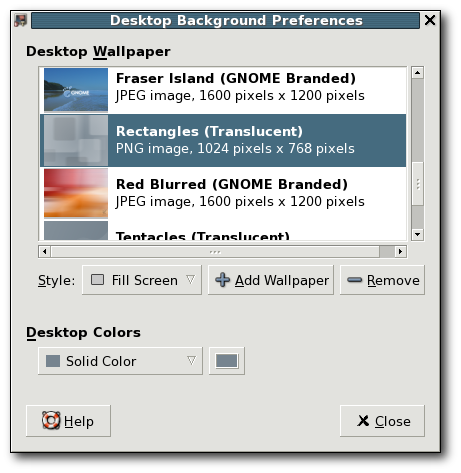 Desktop Background Preferences
Desktop Wallpaper
Fraser Island (GNOME Branded)
JPEG image, 1600 pixels x 1200 pixels
Rectangles (Translucent)
PNG image, 1024 pixels x 768 pixels
Red Blurred (GNOME Branded)
JPEG image, 1600 pixels x 1200 pixels
Tentacles (Translucent)
Style: Fill Screen Add Wallpaper Remove
Desktop Colors
Solid Color
Help Close